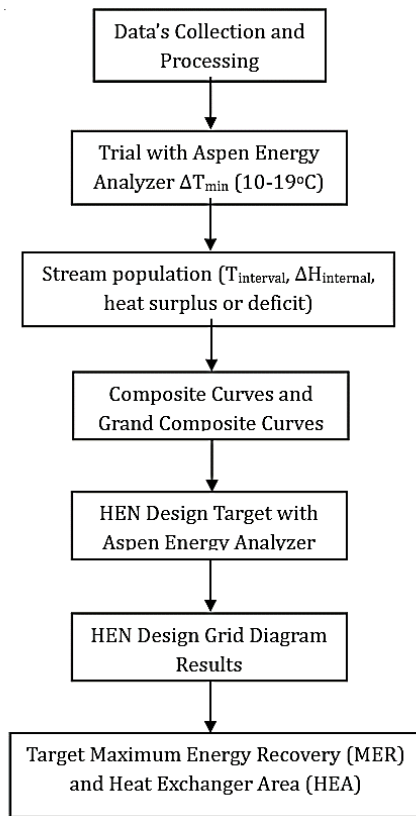 Data's Collection and
Processing
Trial with Aspen Energy
Analyzer ΔTmin (10-19ºC)
Stream population (Tinterval, ΔHinternal,
heat surplus or deficit)
Composite Curves and
Grand Composite Curves
HEN Design Target with
Aspen Energy Analyzer
HEN Design Grid Diagram
Results
Target Maximum Energy Recovery (MER)
and Heat Exchanger Area (HEA)